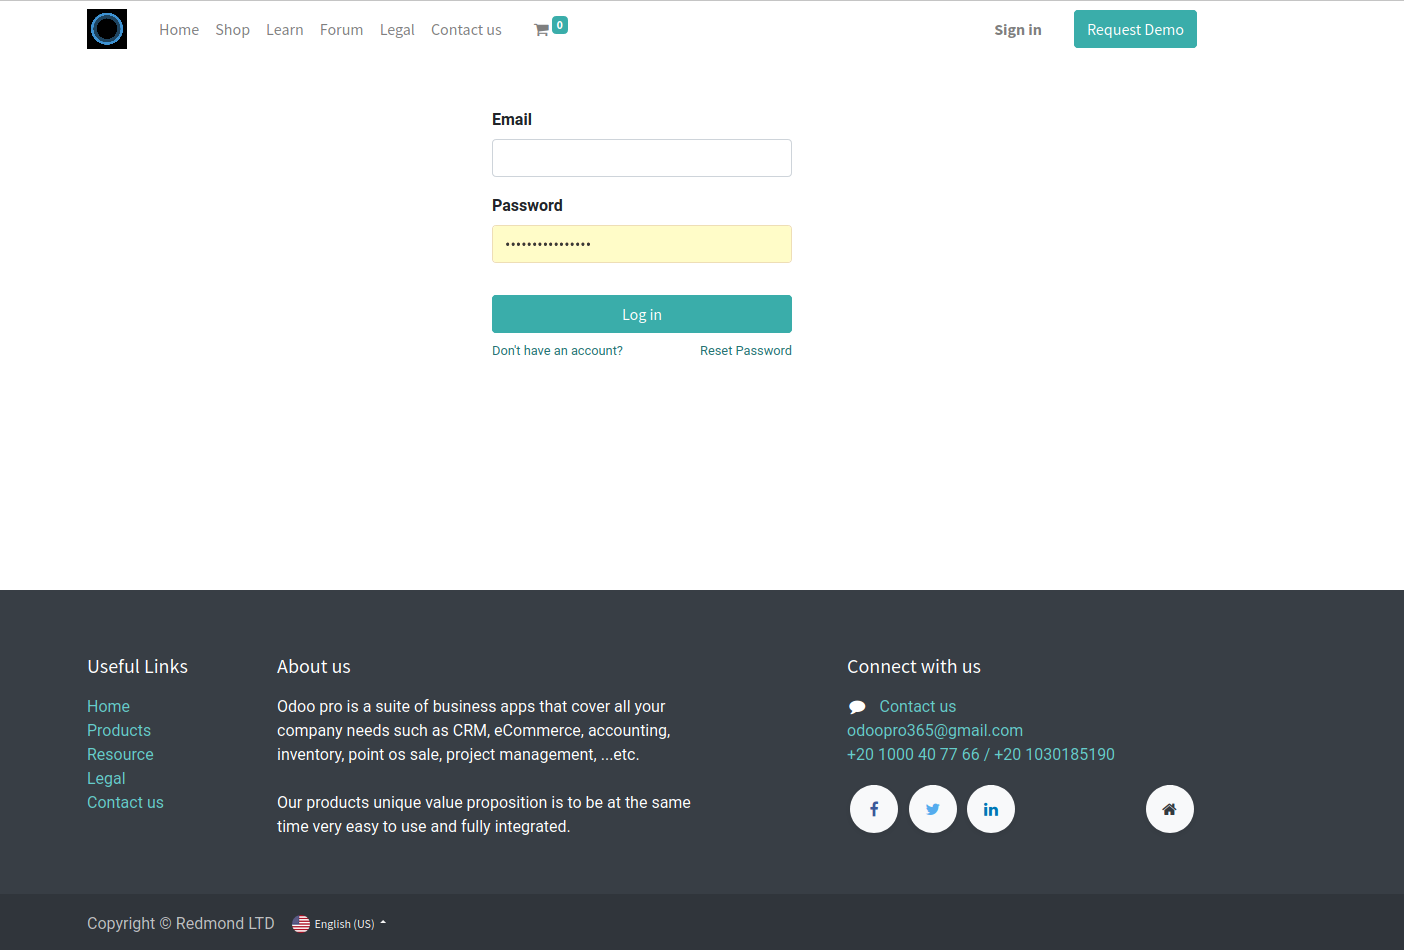 Home Shop Learn Forum Legal Contact us 0 Sign in Request Demo
Email
Password
••••••••••••••••
Log in
Don't have an account? Reset Password
Useful Links
Home
Products
Resource
Legal
Contact us
About us
Odoo pro is a suite of business apps that cover all your
company needs such as CRM, eCommerce, accounting,
inventory, point os sale, project management, ...etc.
Our products unique value proposition is to be at the same
time very easy to use and fully integrated.
Connect with us
Contact us
odoopro365@gmail.com
+20 1000 40 77 66 / +20 1030185190
Copyright © Redmond LTD English (US)